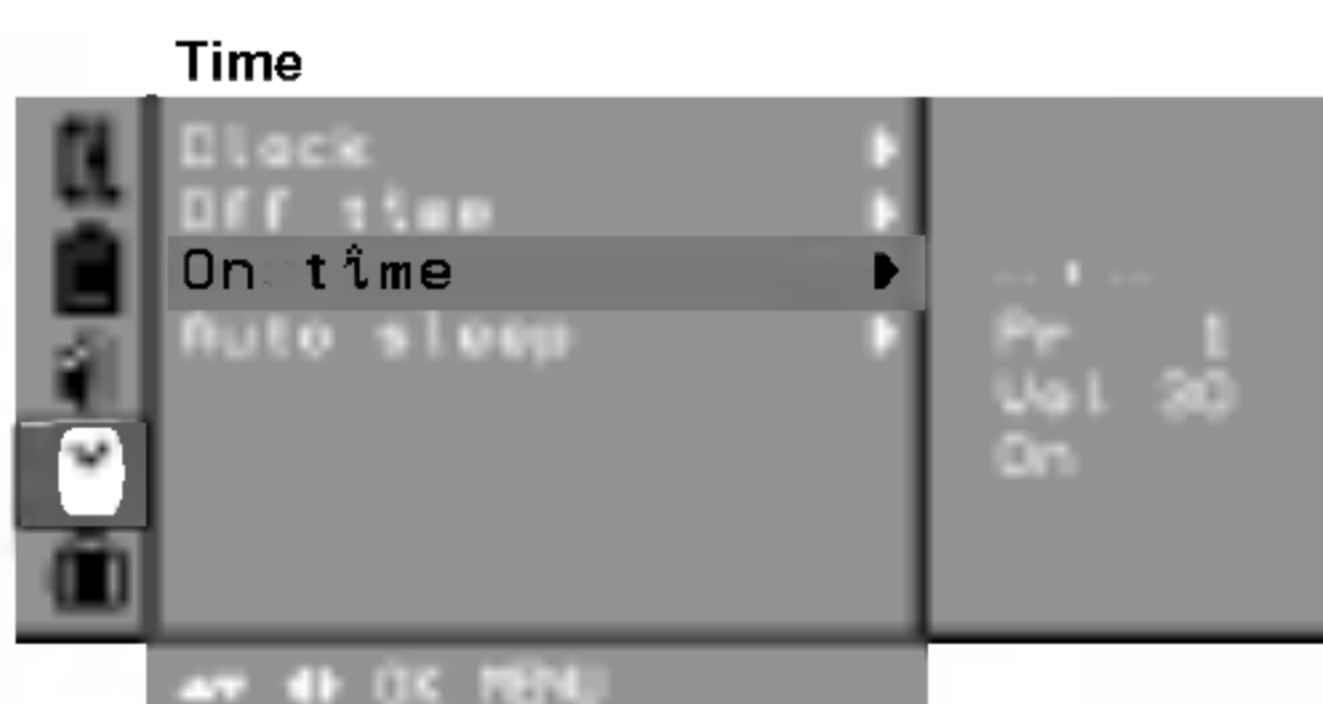 Time
Clock
Off time
On time
Auto sleep
-- : --
Pr 1
Vol 30
On
OK MENU